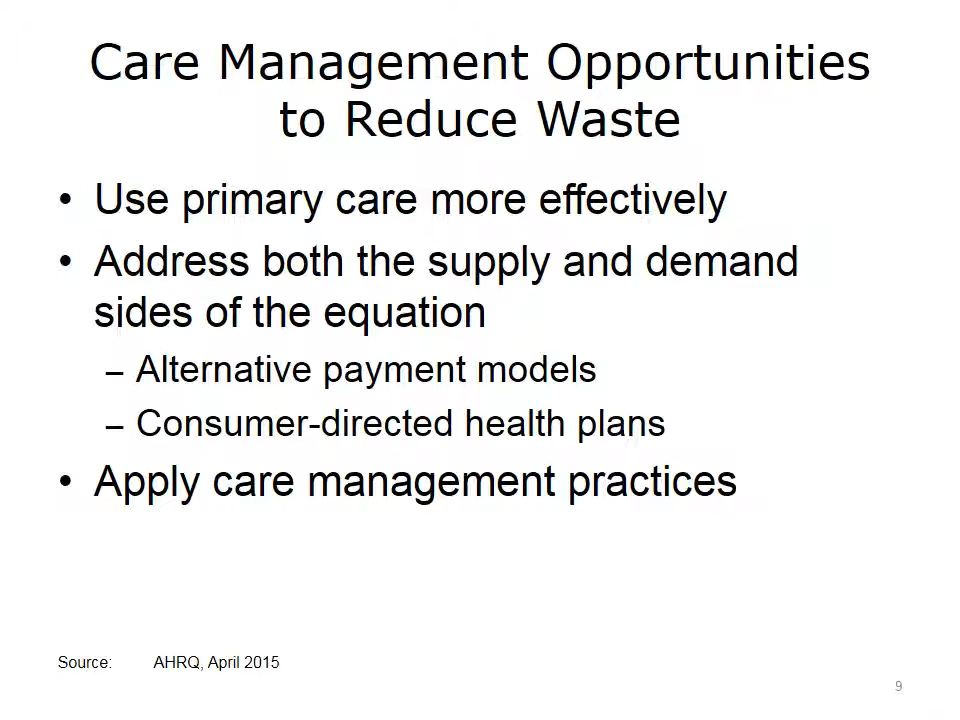 Care Management Opportunities
to Reduce Waste
• Use primary care more effectively
• Address both the supply and demand
sides of the equation
– Alternative payment models
– Consumer-directed health plans
• Apply care management practices
Source: AHRQ, April 2015
9